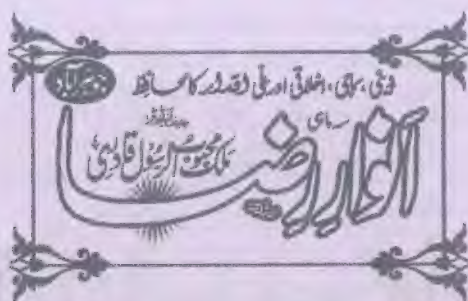 دینی، سماجی، اخلاقی اور ملی اقدار کا محافظ
سہ ماہی
انوارِ رضا
ملک محبوب الرسول قادری
جوہر آباد